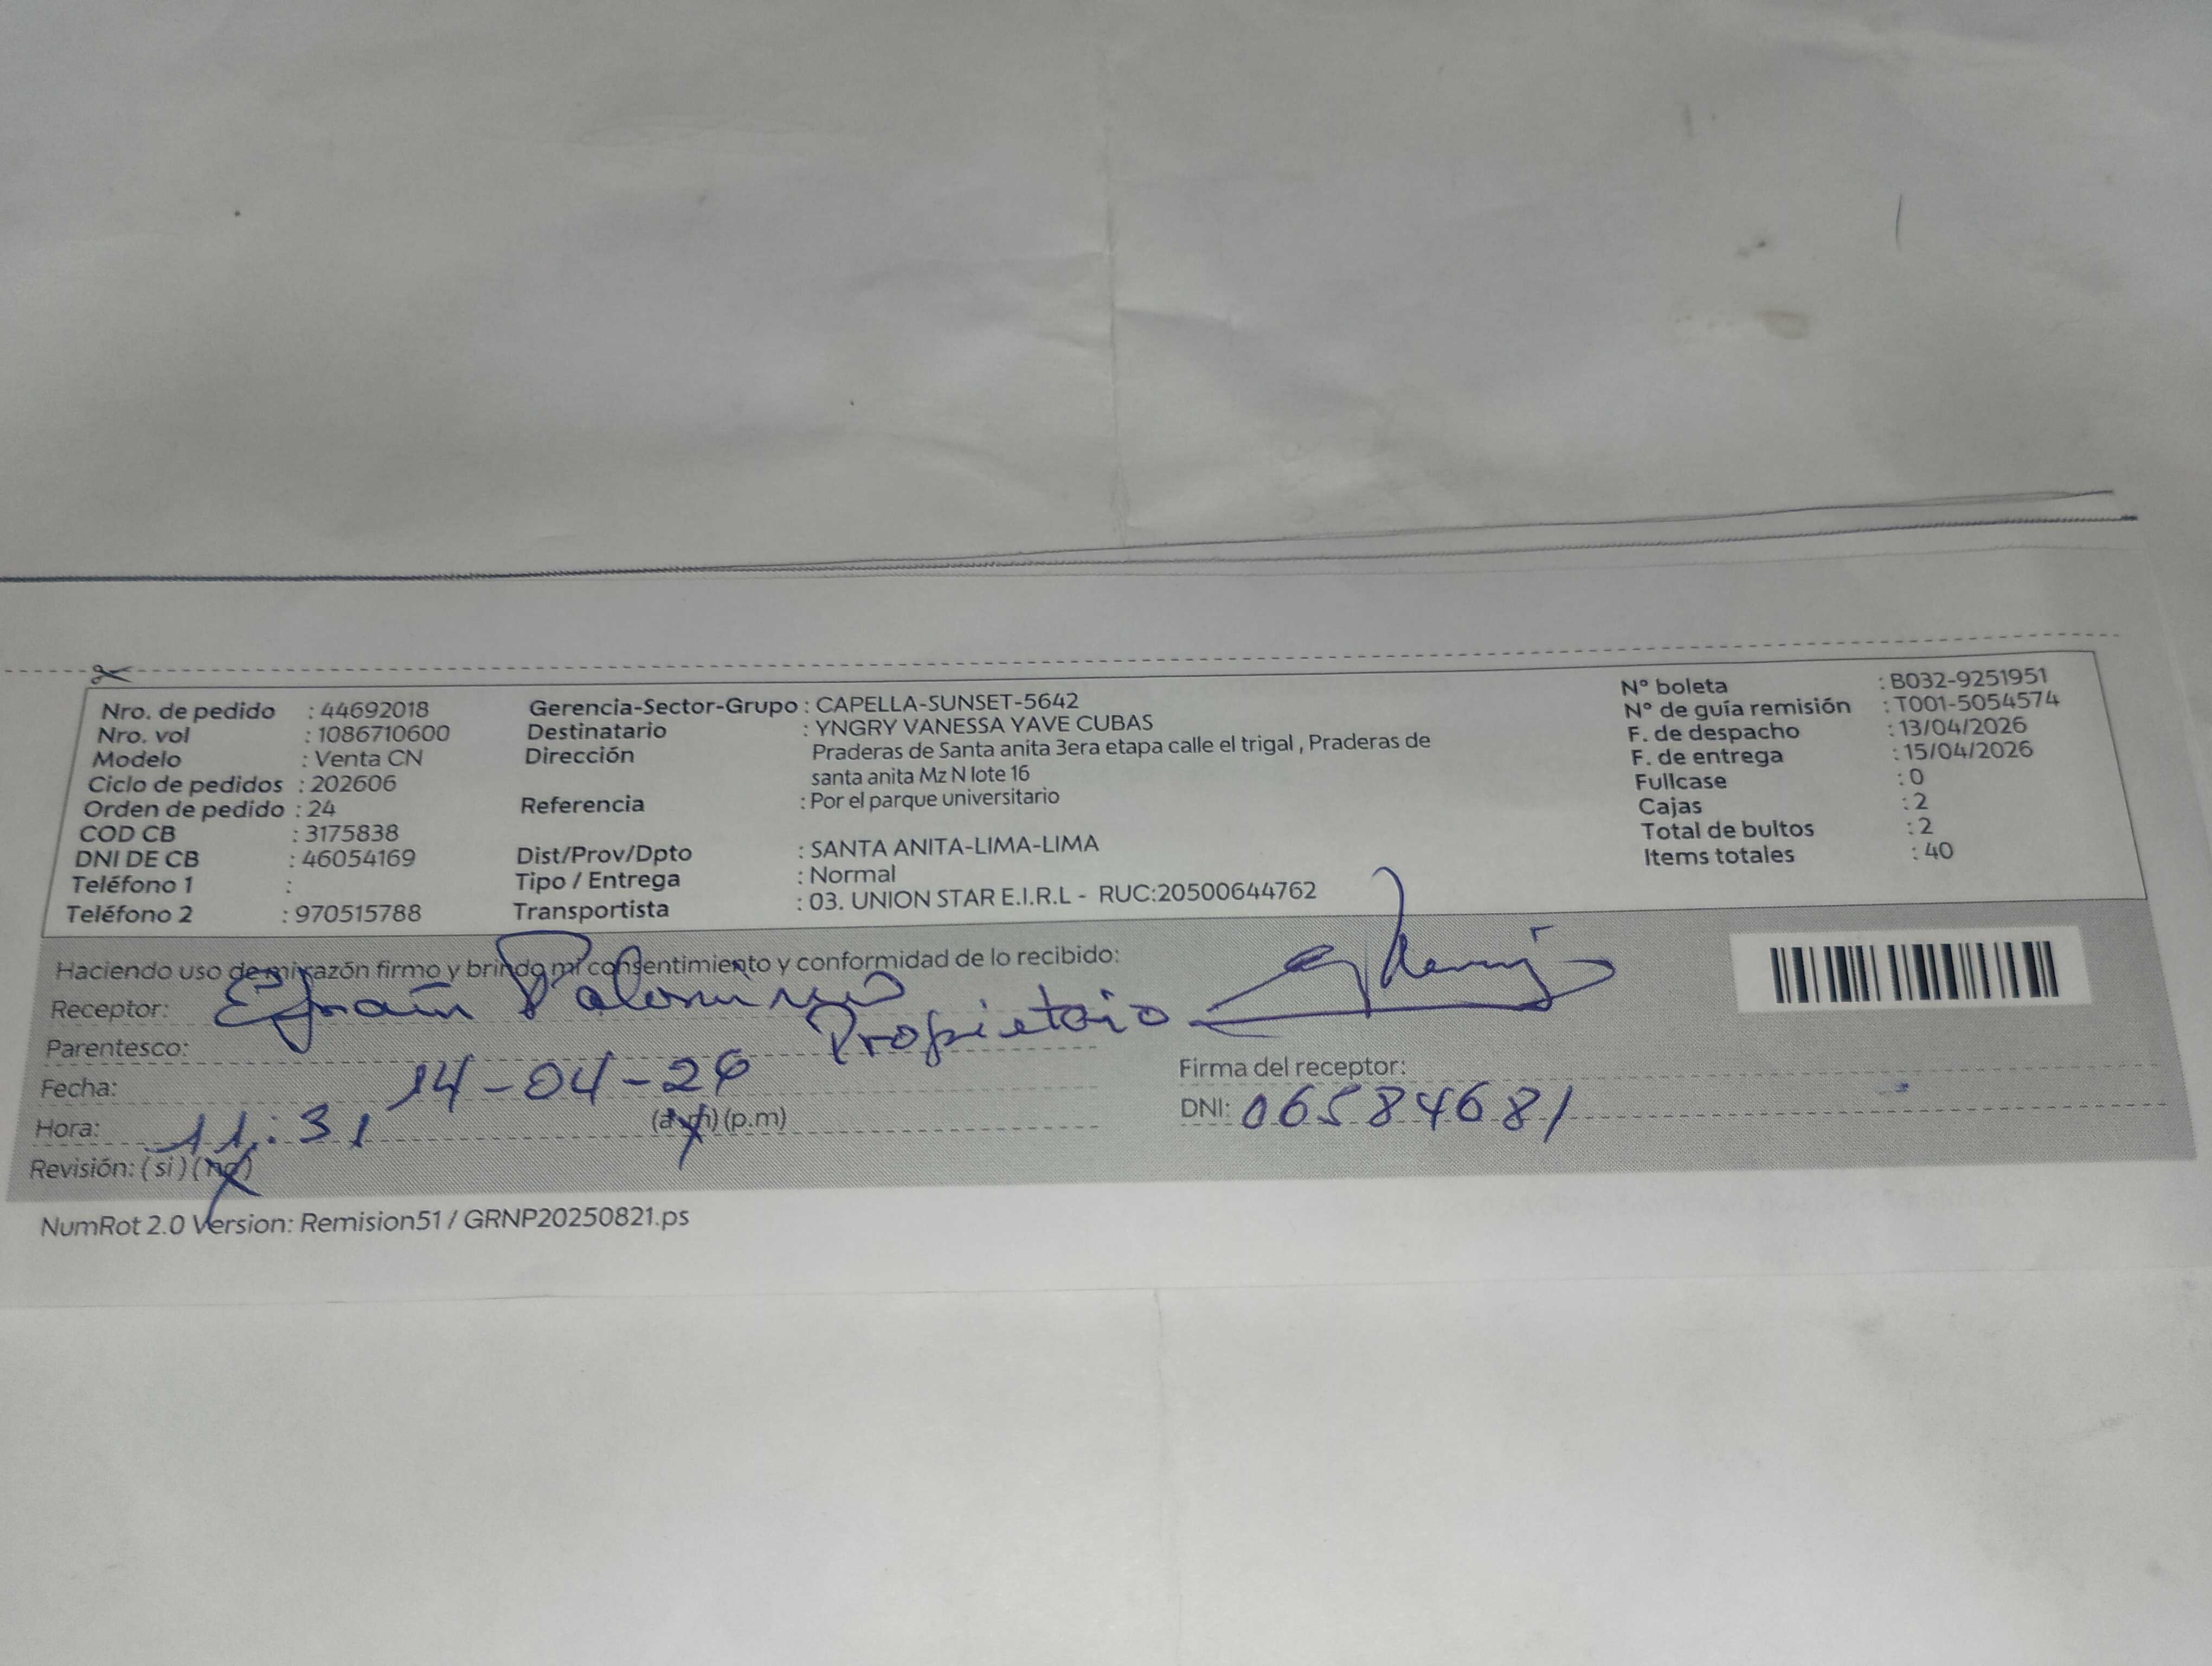 Nro. de pedido : 44692018
Nro. vol : 1086710600
Modelo : Venta CN
Ciclo de pedidos : 202606
Orden de pedido : 24
COD CB : 3175838
DNI DE CB : 46054169
Teléfono 1 :
Teléfono 2 : 970515788
Gerencia-Sector-Grupo : CAPELLA-SUNSET-5642
Destinatario : YNGRY VANESSA YAVE CUBAS
Dirección Praderas de Santa anita 3era etapa calle el trigal , Praderas de
santa anita Mz N lote 16
Referencia : Por el parque universitario
Dist/Prov/Dpto : SANTA ANITA-LIMA-LIMA
Tipo / Entrega : Normal
Transportista : 03. UNION STAR E.I.R.L - RUC:20500644762
N° boleta : B032-9251951
N° de guía remisión : T001-5054574
F. de despacho : 13/04/2026
F. de entrega : 15/04/2026
Fullcase : 0
Cajas : 2
Total de bultos : 2
Items totales : 40
Haciendo uso de mi razón firmo y brindo mi consentimiento y conformidad de lo recibido:
Receptor: Efraín Palomino
Parentesco: Propietario
Fecha: 14-04-26
Hora: 11:31 (a.m) (p.m)
Revisión: (si) (no)
Firma del receptor:
DNI: 06584681
NumRot 2.0 Version: Remision51 / GRNP20250821.ps